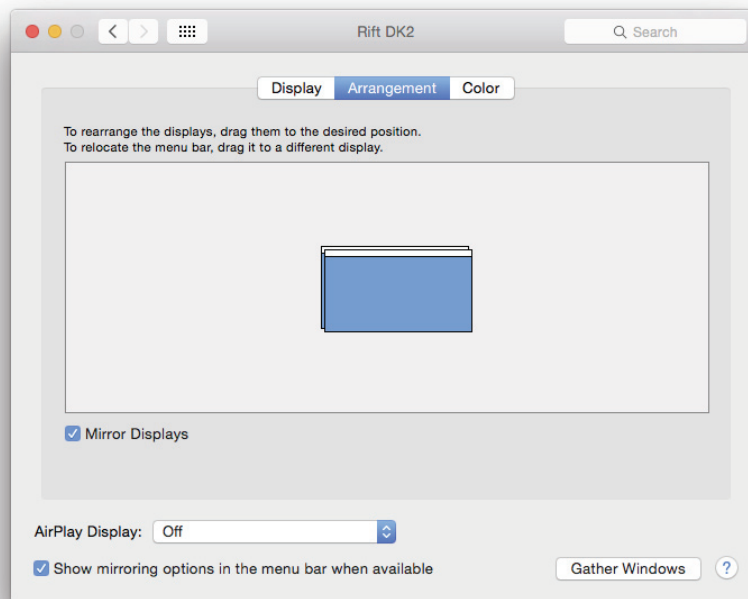 Rift DK2
Search
Display Arrangement Color
To rearrange the displays, drag them to the desired position.
To relocate the menu bar, drag it to a different display.
Mirror Displays
AirPlay Display: Off
Show mirroring options in the menu bar when available
Gather Windows
?